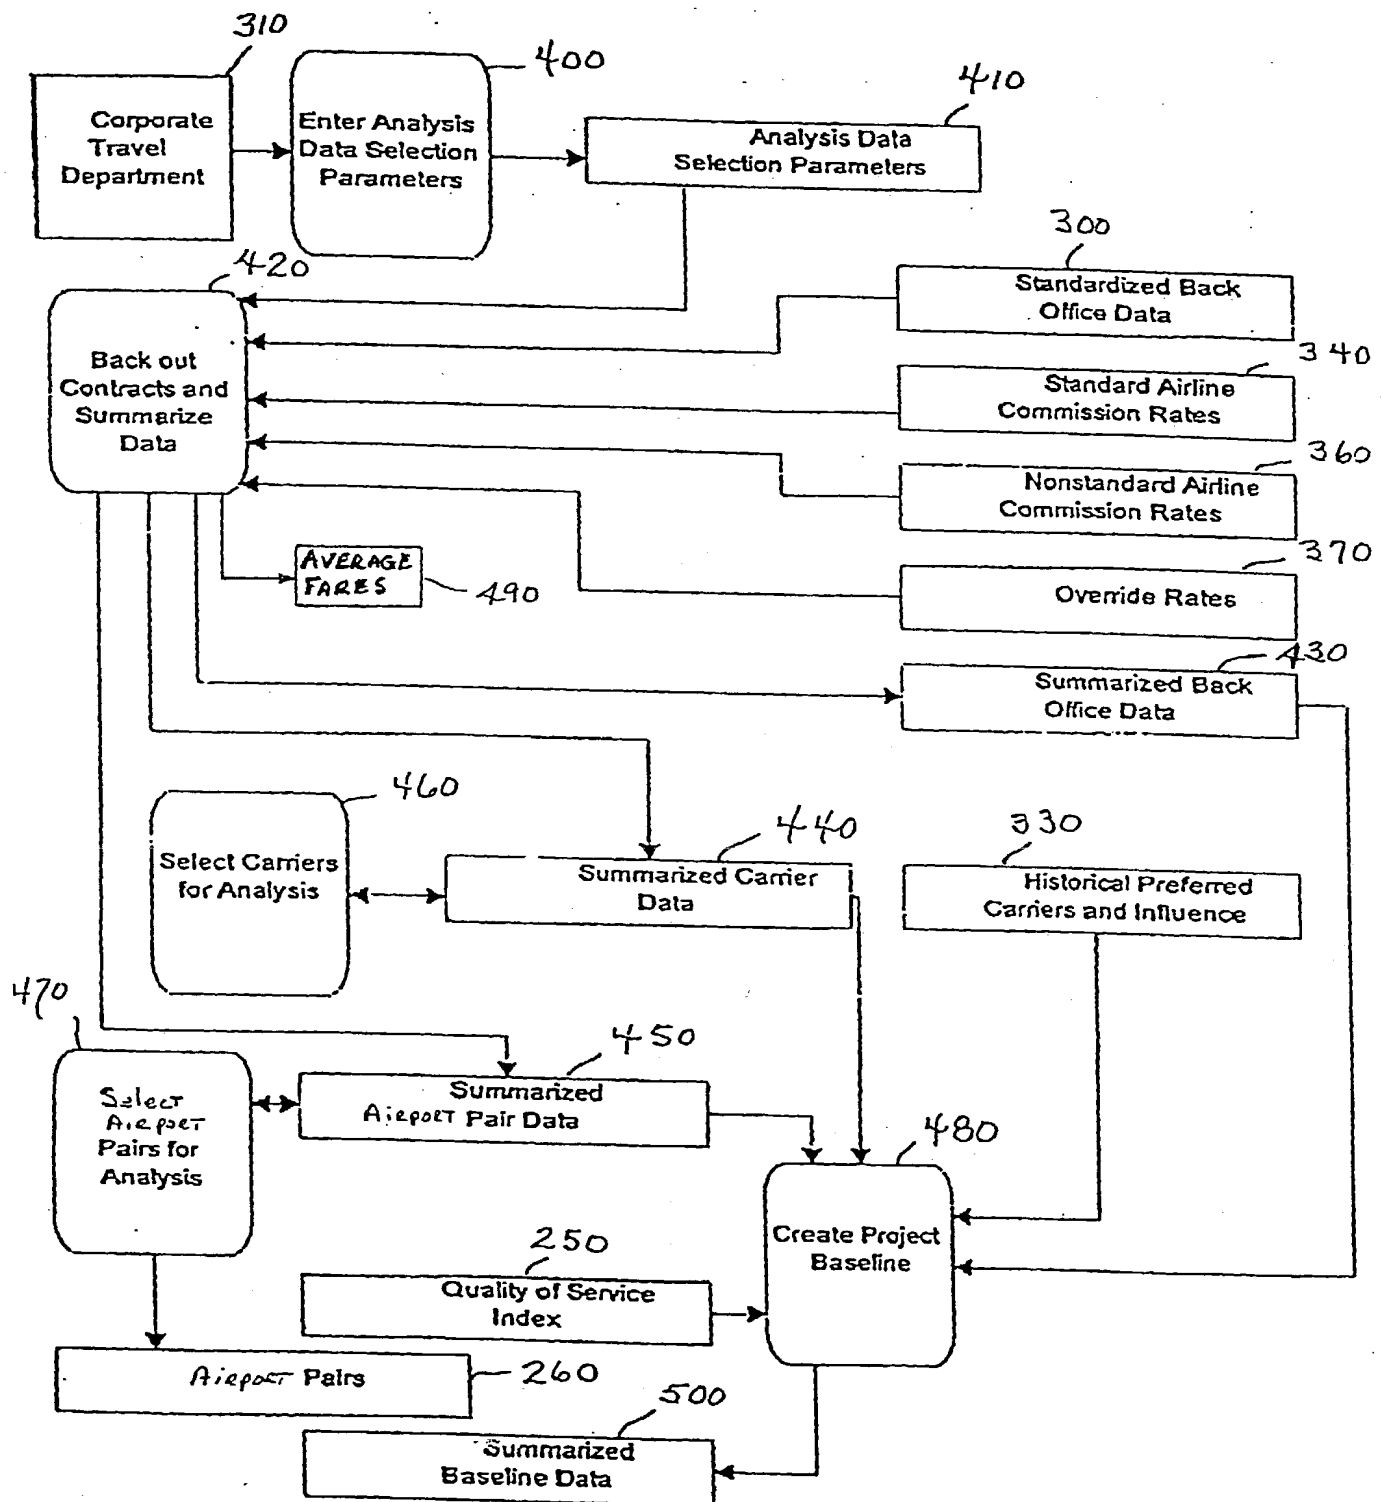 310
400
410
Corporate
Travel
Department
Enter Analysis
Data Selection
Parameters
Analysis Data
Selection Parameters
300
420
Standardized Back
Office Data
340
Back out
Contracts and
Summarize
Data
Standard Airline
Commission Rates
360
Nonstandard Airline
Commission Rates
370
AVERAGE
FARES
490
Override Rates
430
Summarized Back
Office Data
460
440
330
Select Carriers
for Analysis
Summarized Carrier
Data
Historical Preferred
Carriers and Influence
470
450
Select
Airport
Pairs for
Analysis
Summarized
Airport Pair Data
480
Create Project
Baseline
250
Quality of Service
Index
Airport Pairs
260
500
Summarized
Baseline Data